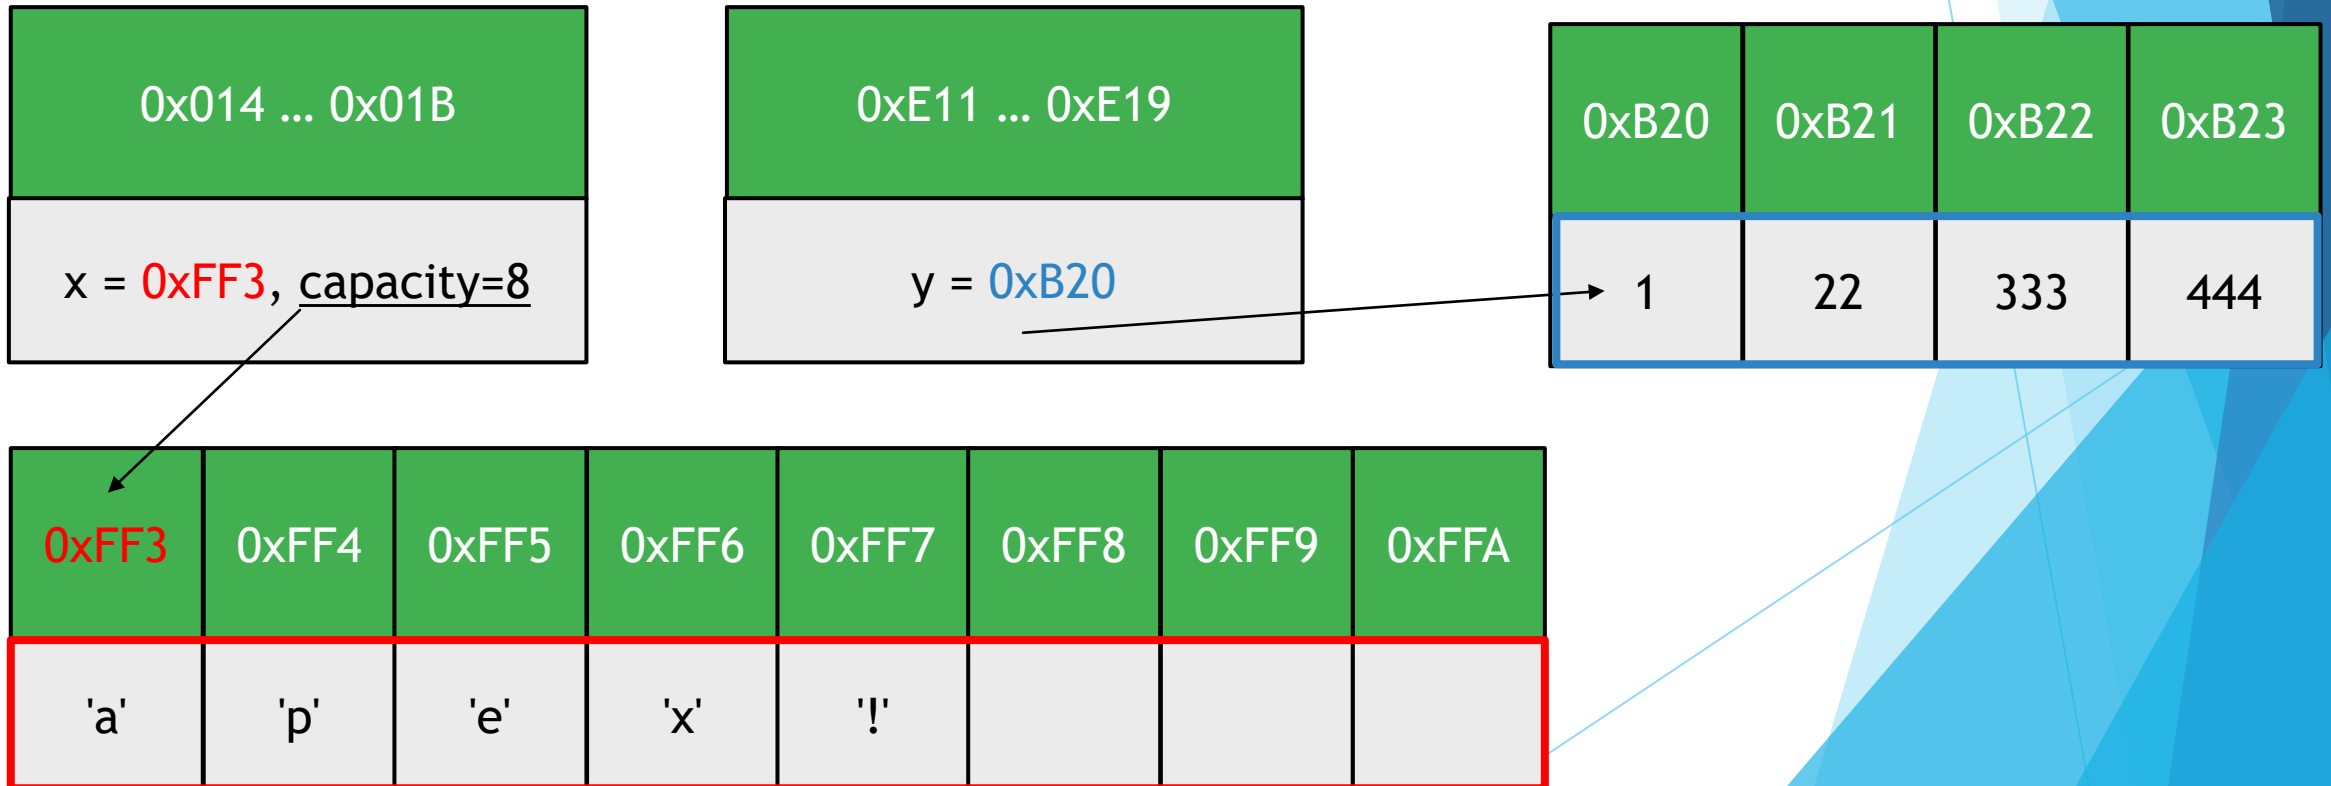 0x014 ... 0x01B
x = 0xFF3, capacity=8
0xE11 ... 0xE19
y = 0xB20
0xB20 0xB21 0xB22 0xB23
1 22 333 444
0xFF3 0xFF4 0xFF5 0xFF6 0xFF7 0xFF8 0xFF9 0xFFA
'a' 'p' 'e' 'x' '!'